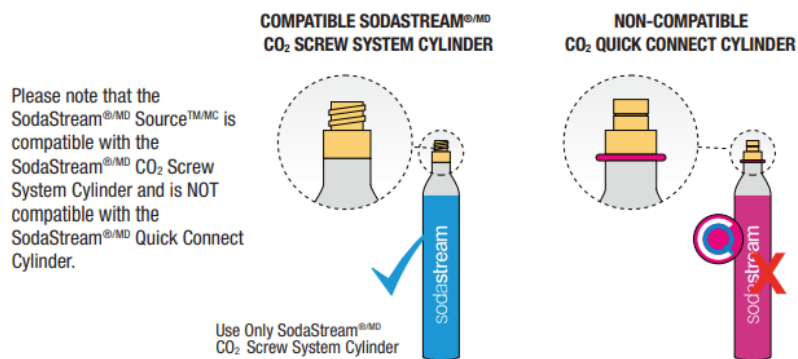 COMPATIBLE SODASTREAM®/MD
CO₂ SCREW SYSTEM CYLINDER
NON-COMPATIBLE
CO₂ QUICK CONNECT CYLINDER
Please note that the
SodaStream®/MD Source™/MC is
compatible with the
SodaStream®/MD CO₂ Screw
System Cylinder and is NOT
compatible with the
SodaStream®/MD Quick Connect
Cylinder.
sodastream
sodastream
Use Only SodaStream®/MD
CO₂ Screw System Cylinder